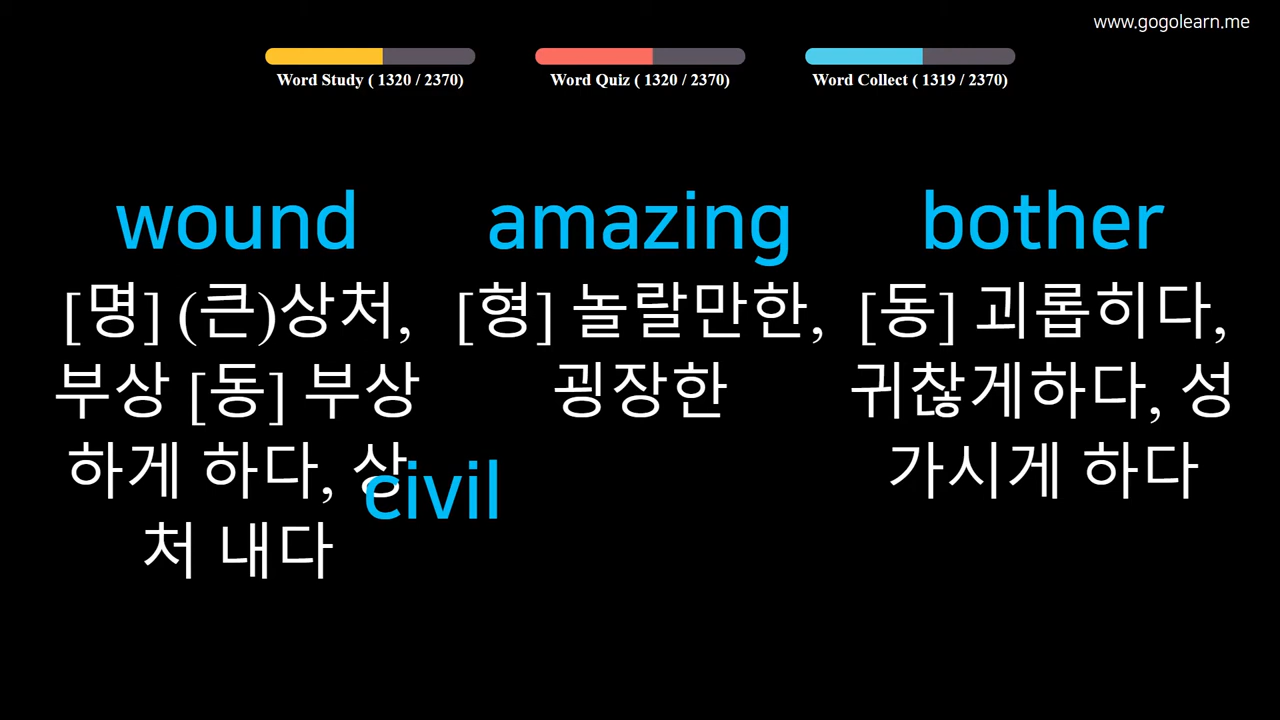 www.gogolearn.me
Word Study ( 1320 / 2370)
Word Quiz ( 1320 / 2370)
Word Collect ( 1319 / 2370)
wound
[명] (큰)상처,
부상 [동] 부상
하게 하다, 상
처 내다
amazing
[형] 놀랄만한,
굉장한
bother
[동] 괴롭히다,
귀찮게하다, 성
가시게 하다
civil